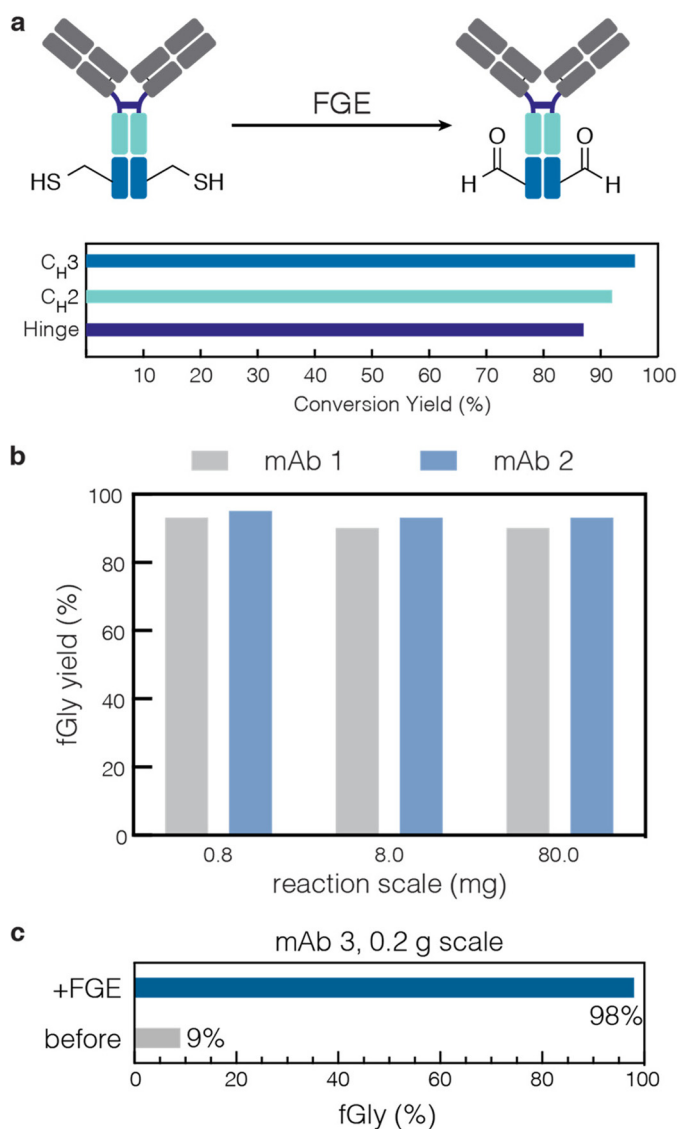 a
FGE
HS
SH
O
O
H
H
CH3
CH2
Hinge
10 20 30 40 50 60 70 80 90 100
Conversion Yield (%)
b
mAb 1 mAb 2
100
80
60
40
20
0
fGly yield (%)
0.8 8.0 80.0
reaction scale (mg)
c
mAb 3, 0.2 g scale
+FGE
98%
before
9%
0 20 40 60 80 100
fGly (%)